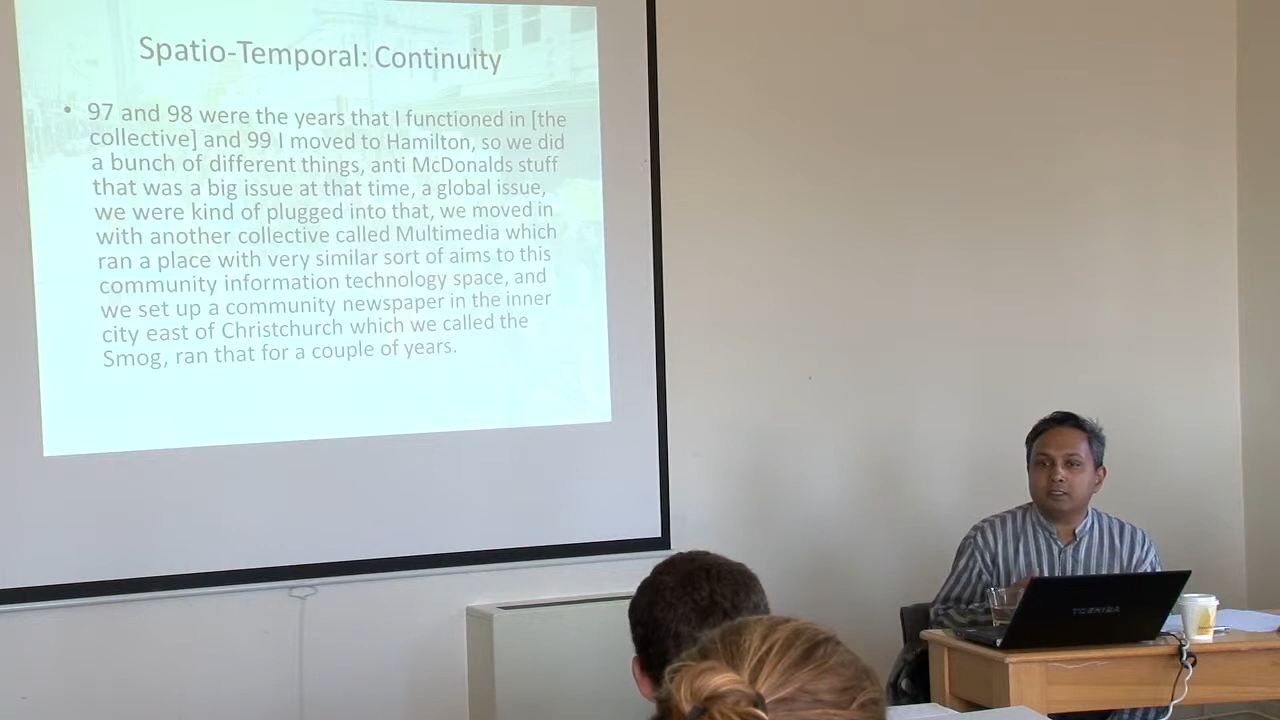 Spatio-Temporal: Continuity
• 97 and 98 were the years that I functioned in [the
collective] and 99 I moved to Hamilton, so we did
a bunch of different things, anti McDonalds stuff
that was a big issue at that time, a global issue,
we were kind of plugged into that, we moved in
with another collective called Multimedia which
ran a place with very similar sort of aims to this
community information technology space, and
we set up a community newspaper in the inner
city east of Christchurch which we called the
Smog, ran that for a couple of years.
TOSHIBA